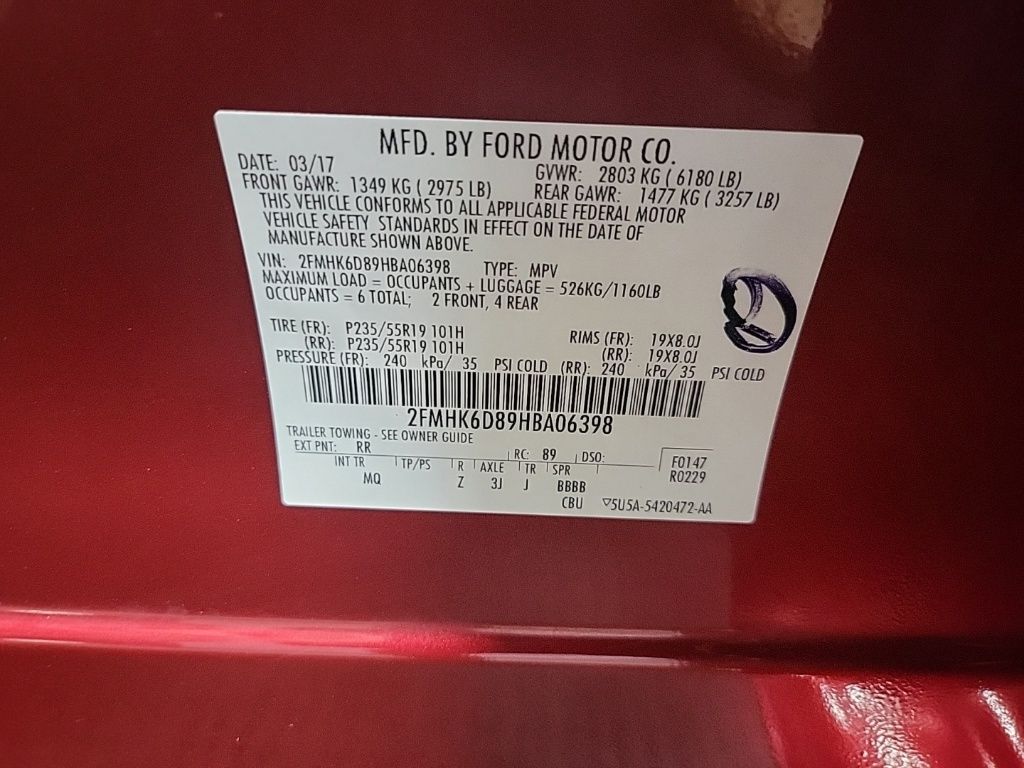 MFD. BY FORD MOTOR CO.
DATE: 03/17 GVWR: 2803 KG ( 6180 LB)
FRONT GAWR: 1349 KG ( 2975 LB) REAR GAWR: 1477 KG ( 3257 LB)
THIS VEHICLE CONFORMS TO ALL APPLICABLE FEDERAL MOTOR
VEHICLE SAFETY STANDARDS IN EFFECT ON THE DATE OF
MANUFACTURE SHOWN ABOVE.
VIN: 2FMHK6D89HBA06398 TYPE: MPV
MAXIMUM LOAD = OCCUPANTS + LUGGAGE = 526KG/1160LB
OCCUPANTS = 6 TOTAL; 2 FRONT, 4 REAR
TIRE (FR): P235/55R19 101H RIMS (FR): 19X8.0J
(RR): P235/55R19 101H (RR): 19X8.0J
PRESSURE (FR): 240 kPa/ 35 PSI COLD (RR): 240 kPa/ 35 PSI COLD
2FMHK6D89HBA06398
TRAILER TOWING - SEE OWNER GUIDE
EXT PNT: RR RC: 89 DSO: F0147
INT TR TP/PS R AXLE TR SPR R0229
MQ Z 3J J BBBB
CBU ▽5U5A-5420472-AA